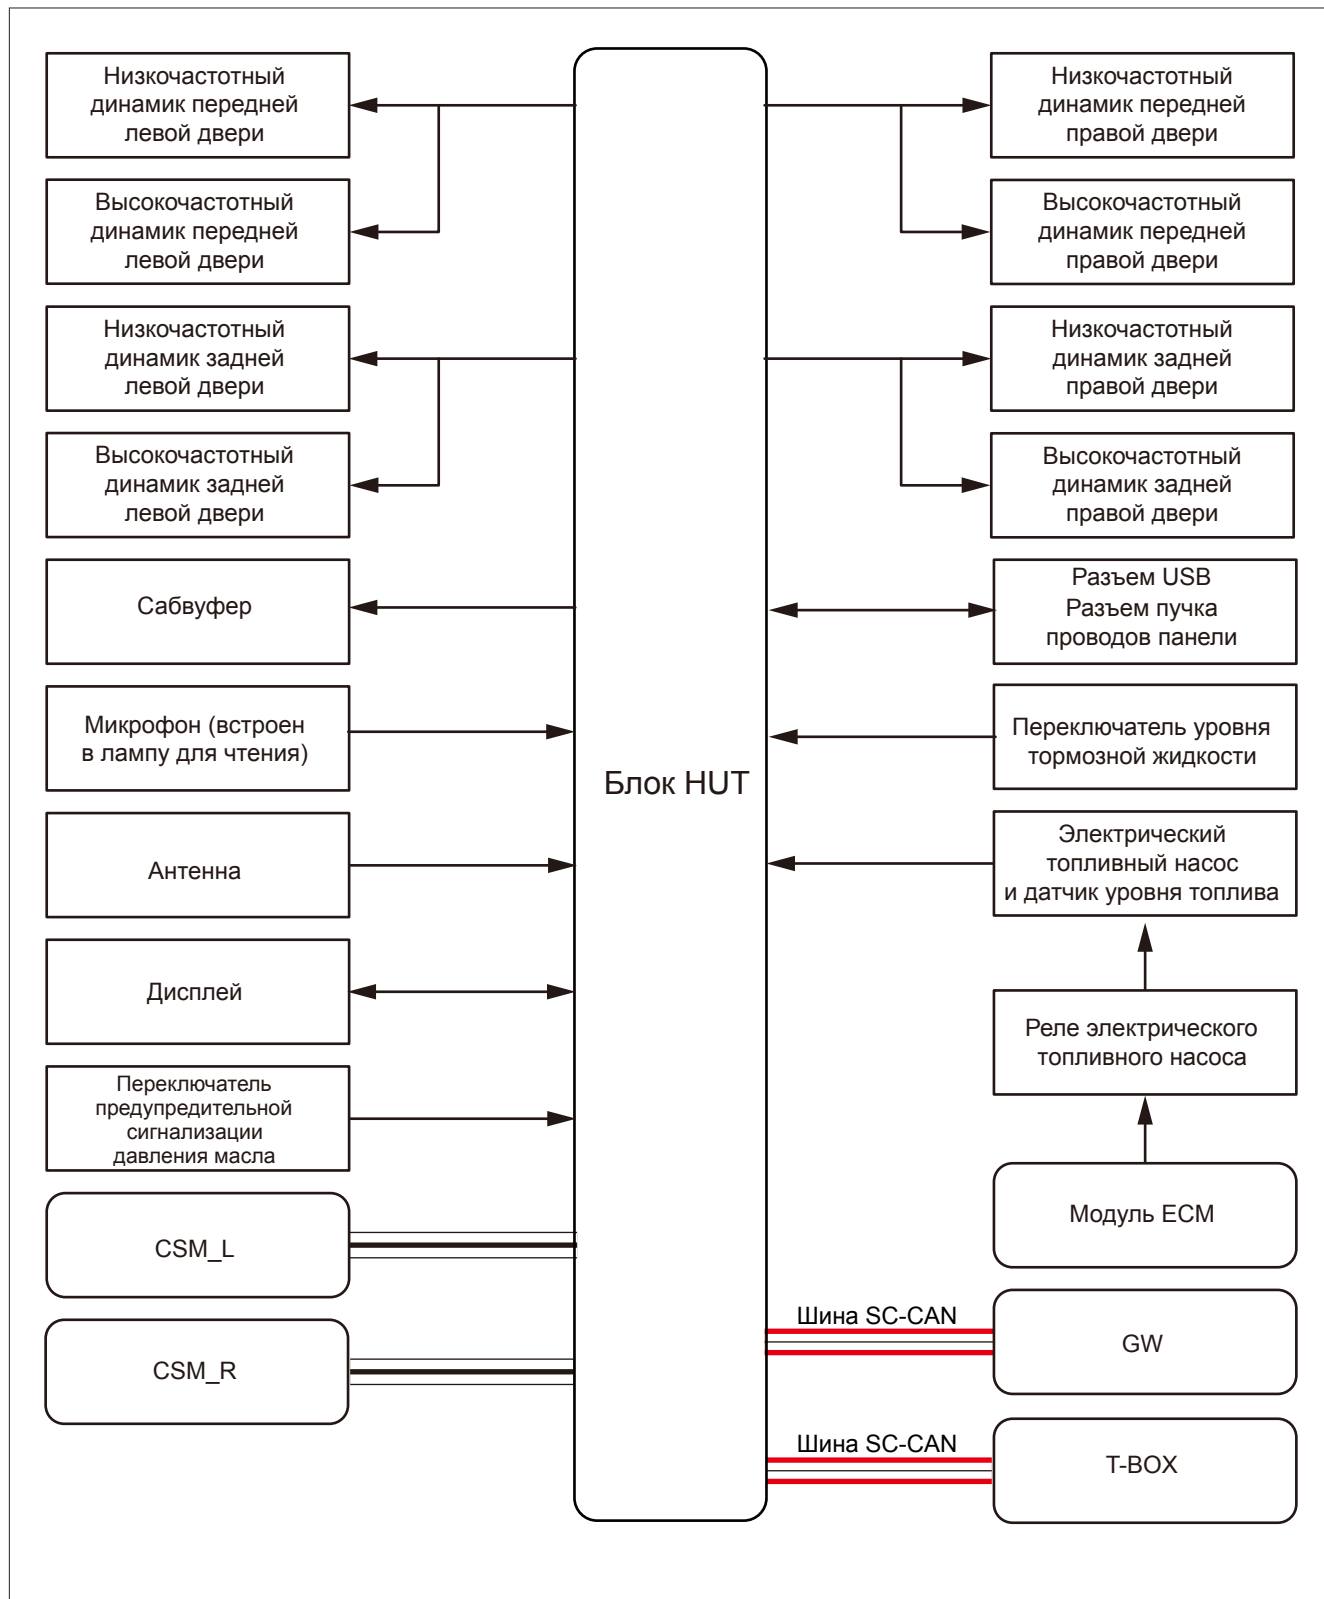 Низкочастотный
динамик передней
левой двери
Высокочастотный
динамик передней
левой двери
Низкочастотный
динамик задней
левой двери
Высокочастотный
динамик задней
левой двери
Сабвуфер
Микрофон (встроен
в лампу для чтения)
Антенна
Дисплей
Переключатель
предупредительной
сигнализации
давления масла
CSM_L
CSM_R
Блок HUT
Низкочастотный
динамик передней
правой двери
Высокочастотный
динамик передней
правой двери
Низкочастотный
динамик задней
правой двери
Высокочастотный
динамик задней
правой двери
Разъем USB
Разъем пучка
проводов панели
Переключатель уровня
тормозной жидкости
Электрический
топливный насос
и датчик уровня топлива
Реле электрического
топливного насоса
Модуль ECM
Шина SC-CAN
GW
Шина SC-CAN
T-BOX